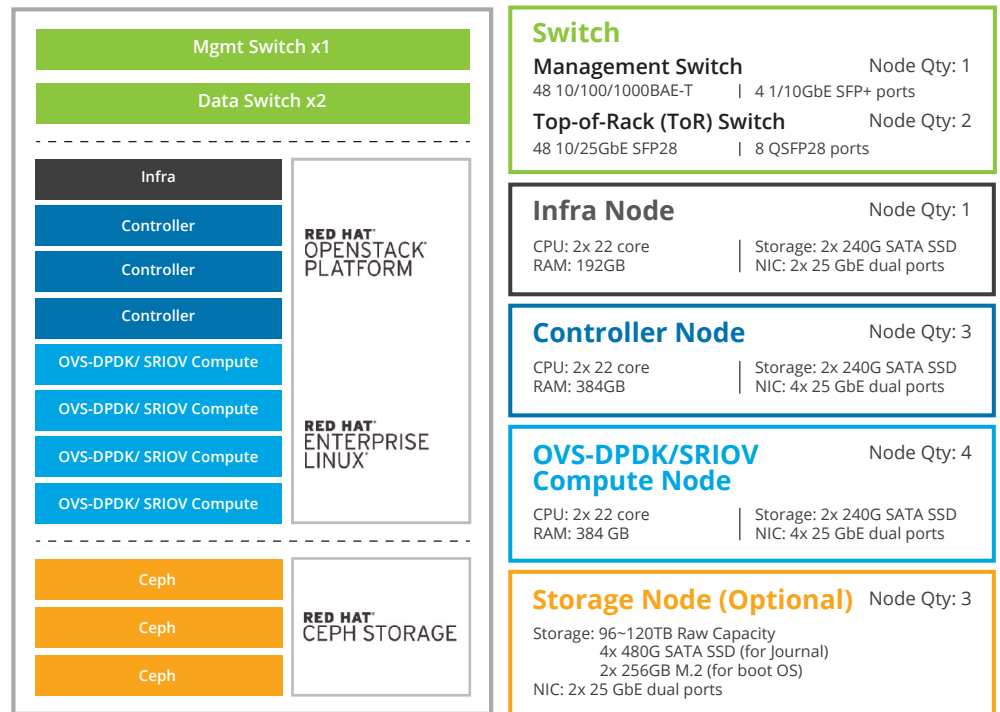 Mgmt Switch x1
Data Switch x2
Infra
Controller
Controller
Controller
OVS-DPDK/ SRIOV Compute
OVS-DPDK/ SRIOV Compute
OVS-DPDK/ SRIOV Compute
OVS-DPDK/ SRIOV Compute
RED HAT®
OPENSTACK®
PLATFORM
RED HAT®
ENTERPRISE
LINUX®
Ceph
Ceph
Ceph
RED HAT®
CEPH STORAGE
Switch
Management Switch Node Qty: 1
48 10/100/1000BAE-T | 4 1/10GbE SFP+ ports
Top-of-Rack (ToR) Switch Node Qty: 2
48 10/25GbE SFP28 | 8 QSFP28 ports
Infra Node Node Qty: 1
CPU: 2x 22 core | Storage: 2x 240G SATA SSD
RAM: 192GB | NIC: 2x 25 GbE dual ports
Controller Node Node Qty: 3
CPU: 2x 22 core | Storage: 2x 240G SATA SSD
RAM: 384GB | NIC: 4x 25 GbE dual ports
OVS-DPDK/SRIOV Node Qty: 4
Compute Node
CPU: 2x 22 core | Storage: 2x 240G SATA SSD
RAM: 384 GB | NIC: 4x 25 GbE dual ports
Storage Node (Optional) Node Qty: 3
Storage: 96~120TB Raw Capacity
4x 480G SATA SSD (for Journal)
2x 256GB M.2 (for boot OS)
NIC: 2x 25 GbE dual ports